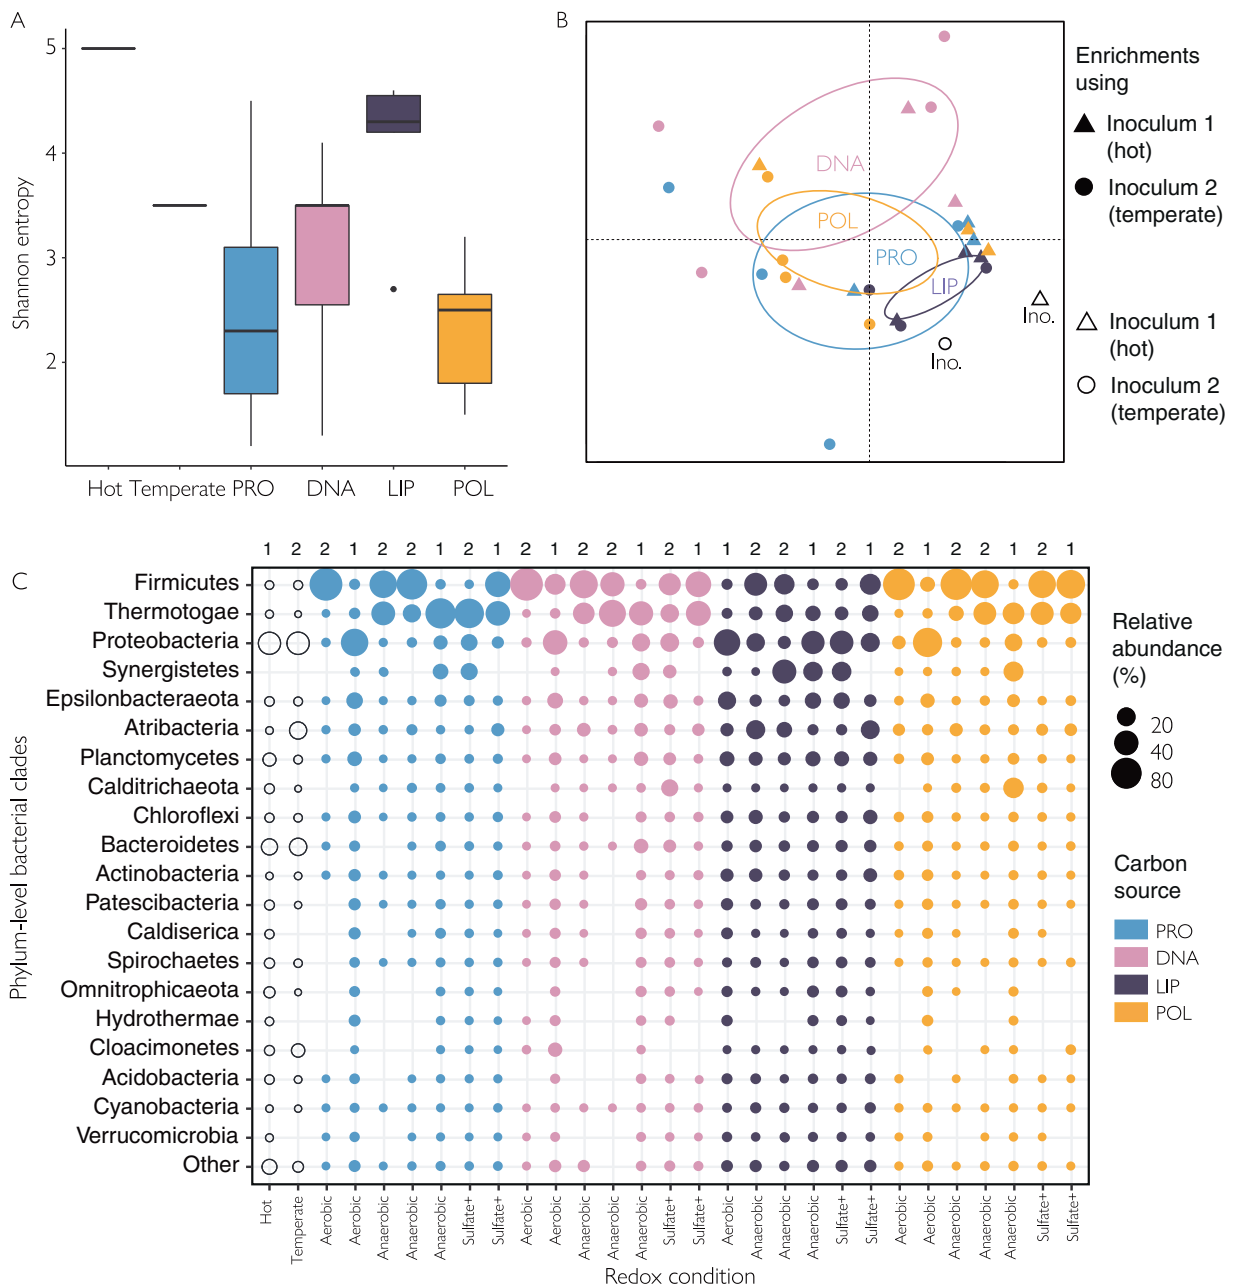 A
Shannon entropy
5
4
3
2
Hot Temperate PRO DNA LIP POL
B
DNA
POL
PRO
LIP
Ino.
Ino.
Enrichments
using
Inoculum 1
(hot)
Inoculum 2
(temperate)
Inoculum 1
(hot)
Inoculum 2
(temperate)
C
1 2 2 1 2 2 1 2 1 2 1 2 2 1 2 1 1 2 2 1 2 1 2 1 2 2 1 2 1
Phylum-level bacterial clades
Firmicutes
Thermotogae
Proteobacteria
Synergistetes
Epsilonbacteraeota
Atribacteria
Planctomycetes
Calditrichaeota
Chloroflexi
Bacteroidetes
Actinobacteria
Patescibacteria
Caldiserica
Spirochaetes
Omnitrophicaeota
Hydrothermae
Cloacimonetes
Acidobacteria
Cyanobacteria
Verrucomicrobia
Other
Hot Temperate Aerobic Aerobic Anaerobic Anaerobic Anaerobic Sulfate+ Sulfate+ Aerobic Aerobic Anaerobic Anaerobic Anaerobic Sulfate+ Sulfate+ Aerobic Anaerobic Anaerobic Anaerobic Sulfate+ Sulfate+ Aerobic Aerobic Anaerobic Anaerobic Anaerobic Sulfate+ Sulfate+
Redox condition
Relative
abundance
(%)
20
40
80
Carbon
source
PRO
DNA
LIP
POL